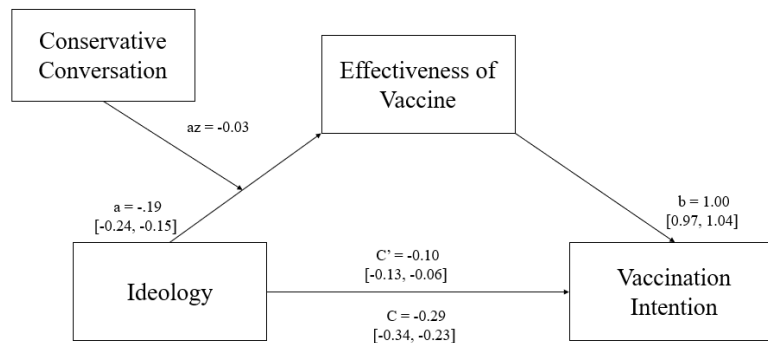 Conservative
Conversation
Effectiveness of
Vaccine
az = -0.03
a = -.19
[-0.24, -0.15]
b = 1.00
[0.97, 1.04]
Ideology
C’ = -0.10
[-0.13, -0.06]
C = -0.29
[-0.34, -0.23]
Vaccination
Intention